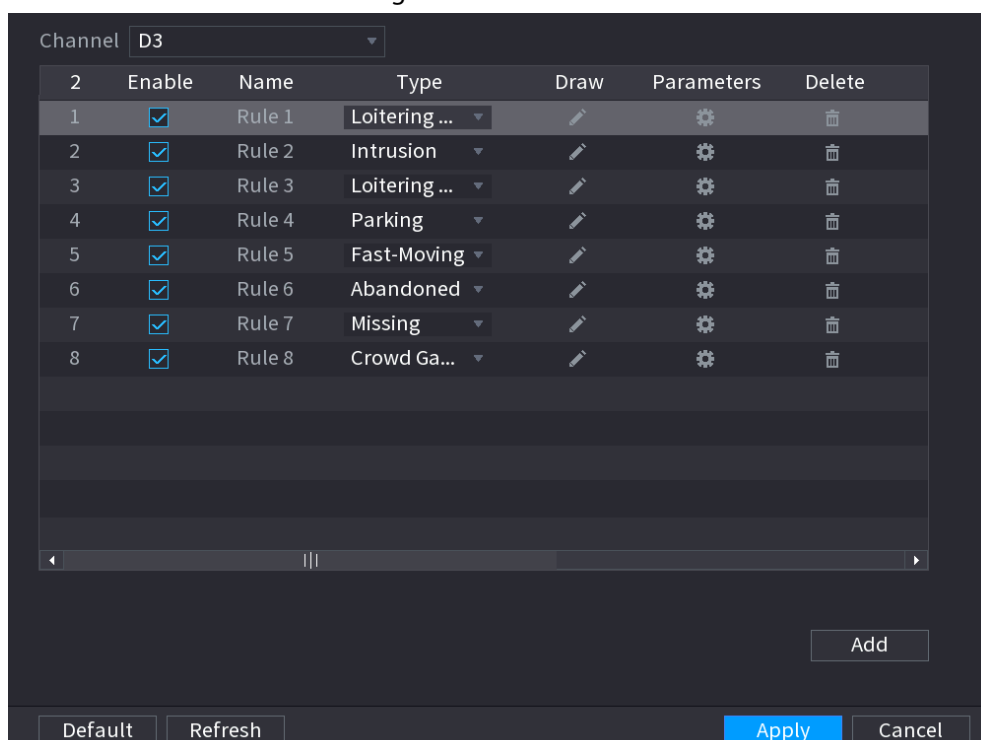 Channel D3
2 Enable Name Type Draw Parameters Delete
1 Rule 1 Loitering ...
2 Rule 2 Intrusion
3 Rule 3 Loitering ...
4 Rule 4 Parking
5 Rule 5 Fast-Moving
6 Rule 6 Abandoned
7 Rule 7 Missing
8 Rule 8 Crowd Ga...
Add
Default Refresh Apply Cancel